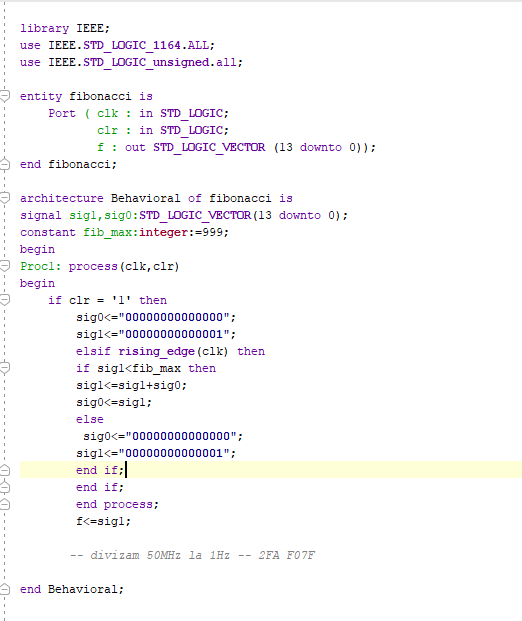 library IEEE;
use IEEE.STD_LOGIC_1164.ALL;
use IEEE.STD_LOGIC_unsigned.all;
entity fibonacci is
Port ( clk : in STD_LOGIC;
clr : in STD_LOGIC;
f : out STD_LOGIC_VECTOR (13 downto 0));
end fibonacci;
architecture Behavioral of fibonacci is
signal sig1,sig0:STD_LOGIC_VECTOR(13 downto 0);
constant fib_max:integer:=999;
begin
Proc1: process(clk,clr)
begin
if clr = '1' then
sig0<="00000000000000";
sig1<="00000000000001";
elsif rising_edge(clk) then
if sig1<fib_max then
sig1<=sig1+sig0;
sig0<=sig1;
else
sig0<="00000000000000";
sig1<="00000000000001";
end if;
end if;
end process;
f<=sig1;
-- divizam 50MHz la 1Hz -- 2FA F07F
end Behavioral;